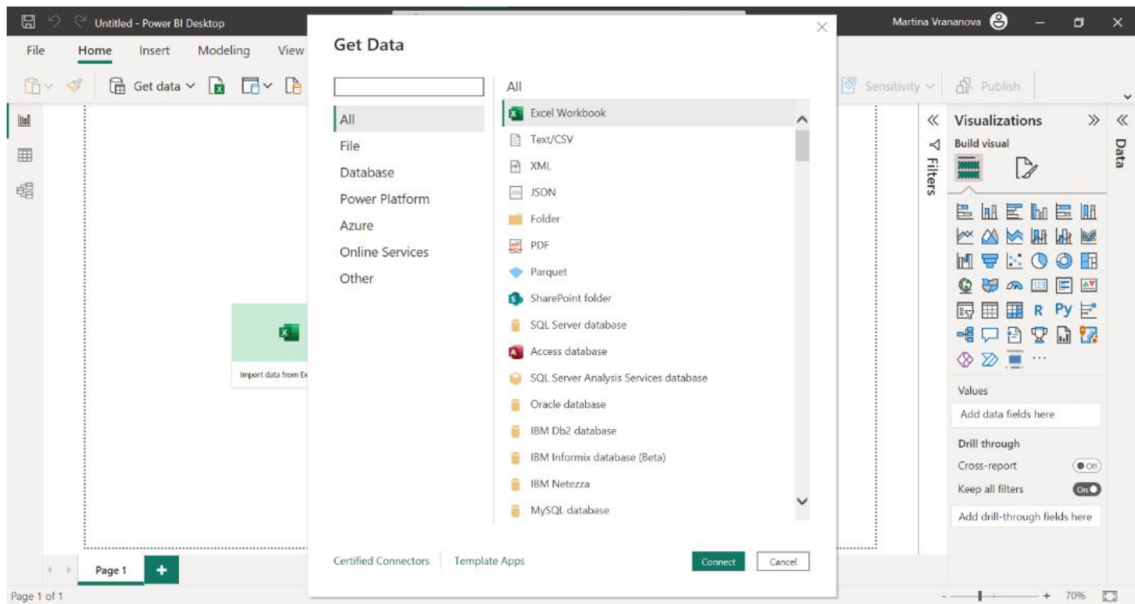 Untitled - Power BI Desktop
Martina Vrananova
File Home Insert Modeling View
Get data
Sensitivity
Publish
Get Data
All
File
Database
Power Platform
Azure
Online Services
Other
All
Excel Workbook
Text/CSV
XML
JSON
Folder
PDF
Parquet
SharePoint folder
SQL Server database
Access database
SQL Server Analysis Services database
Oracle database
IBM Db2 database
IBM Informix database (Beta)
IBM Netezza
MySQL database
Certified Connectors
Template Apps
Connect
Cancel
Import data from Ex
Filters
Visualizations
Build visual
123
R Py
Values
Add data fields here
Drill through
Cross-report
Off
Keep all filters
On
Add drill-through fields here
Data
Page 1
Page 1 of 1
70%